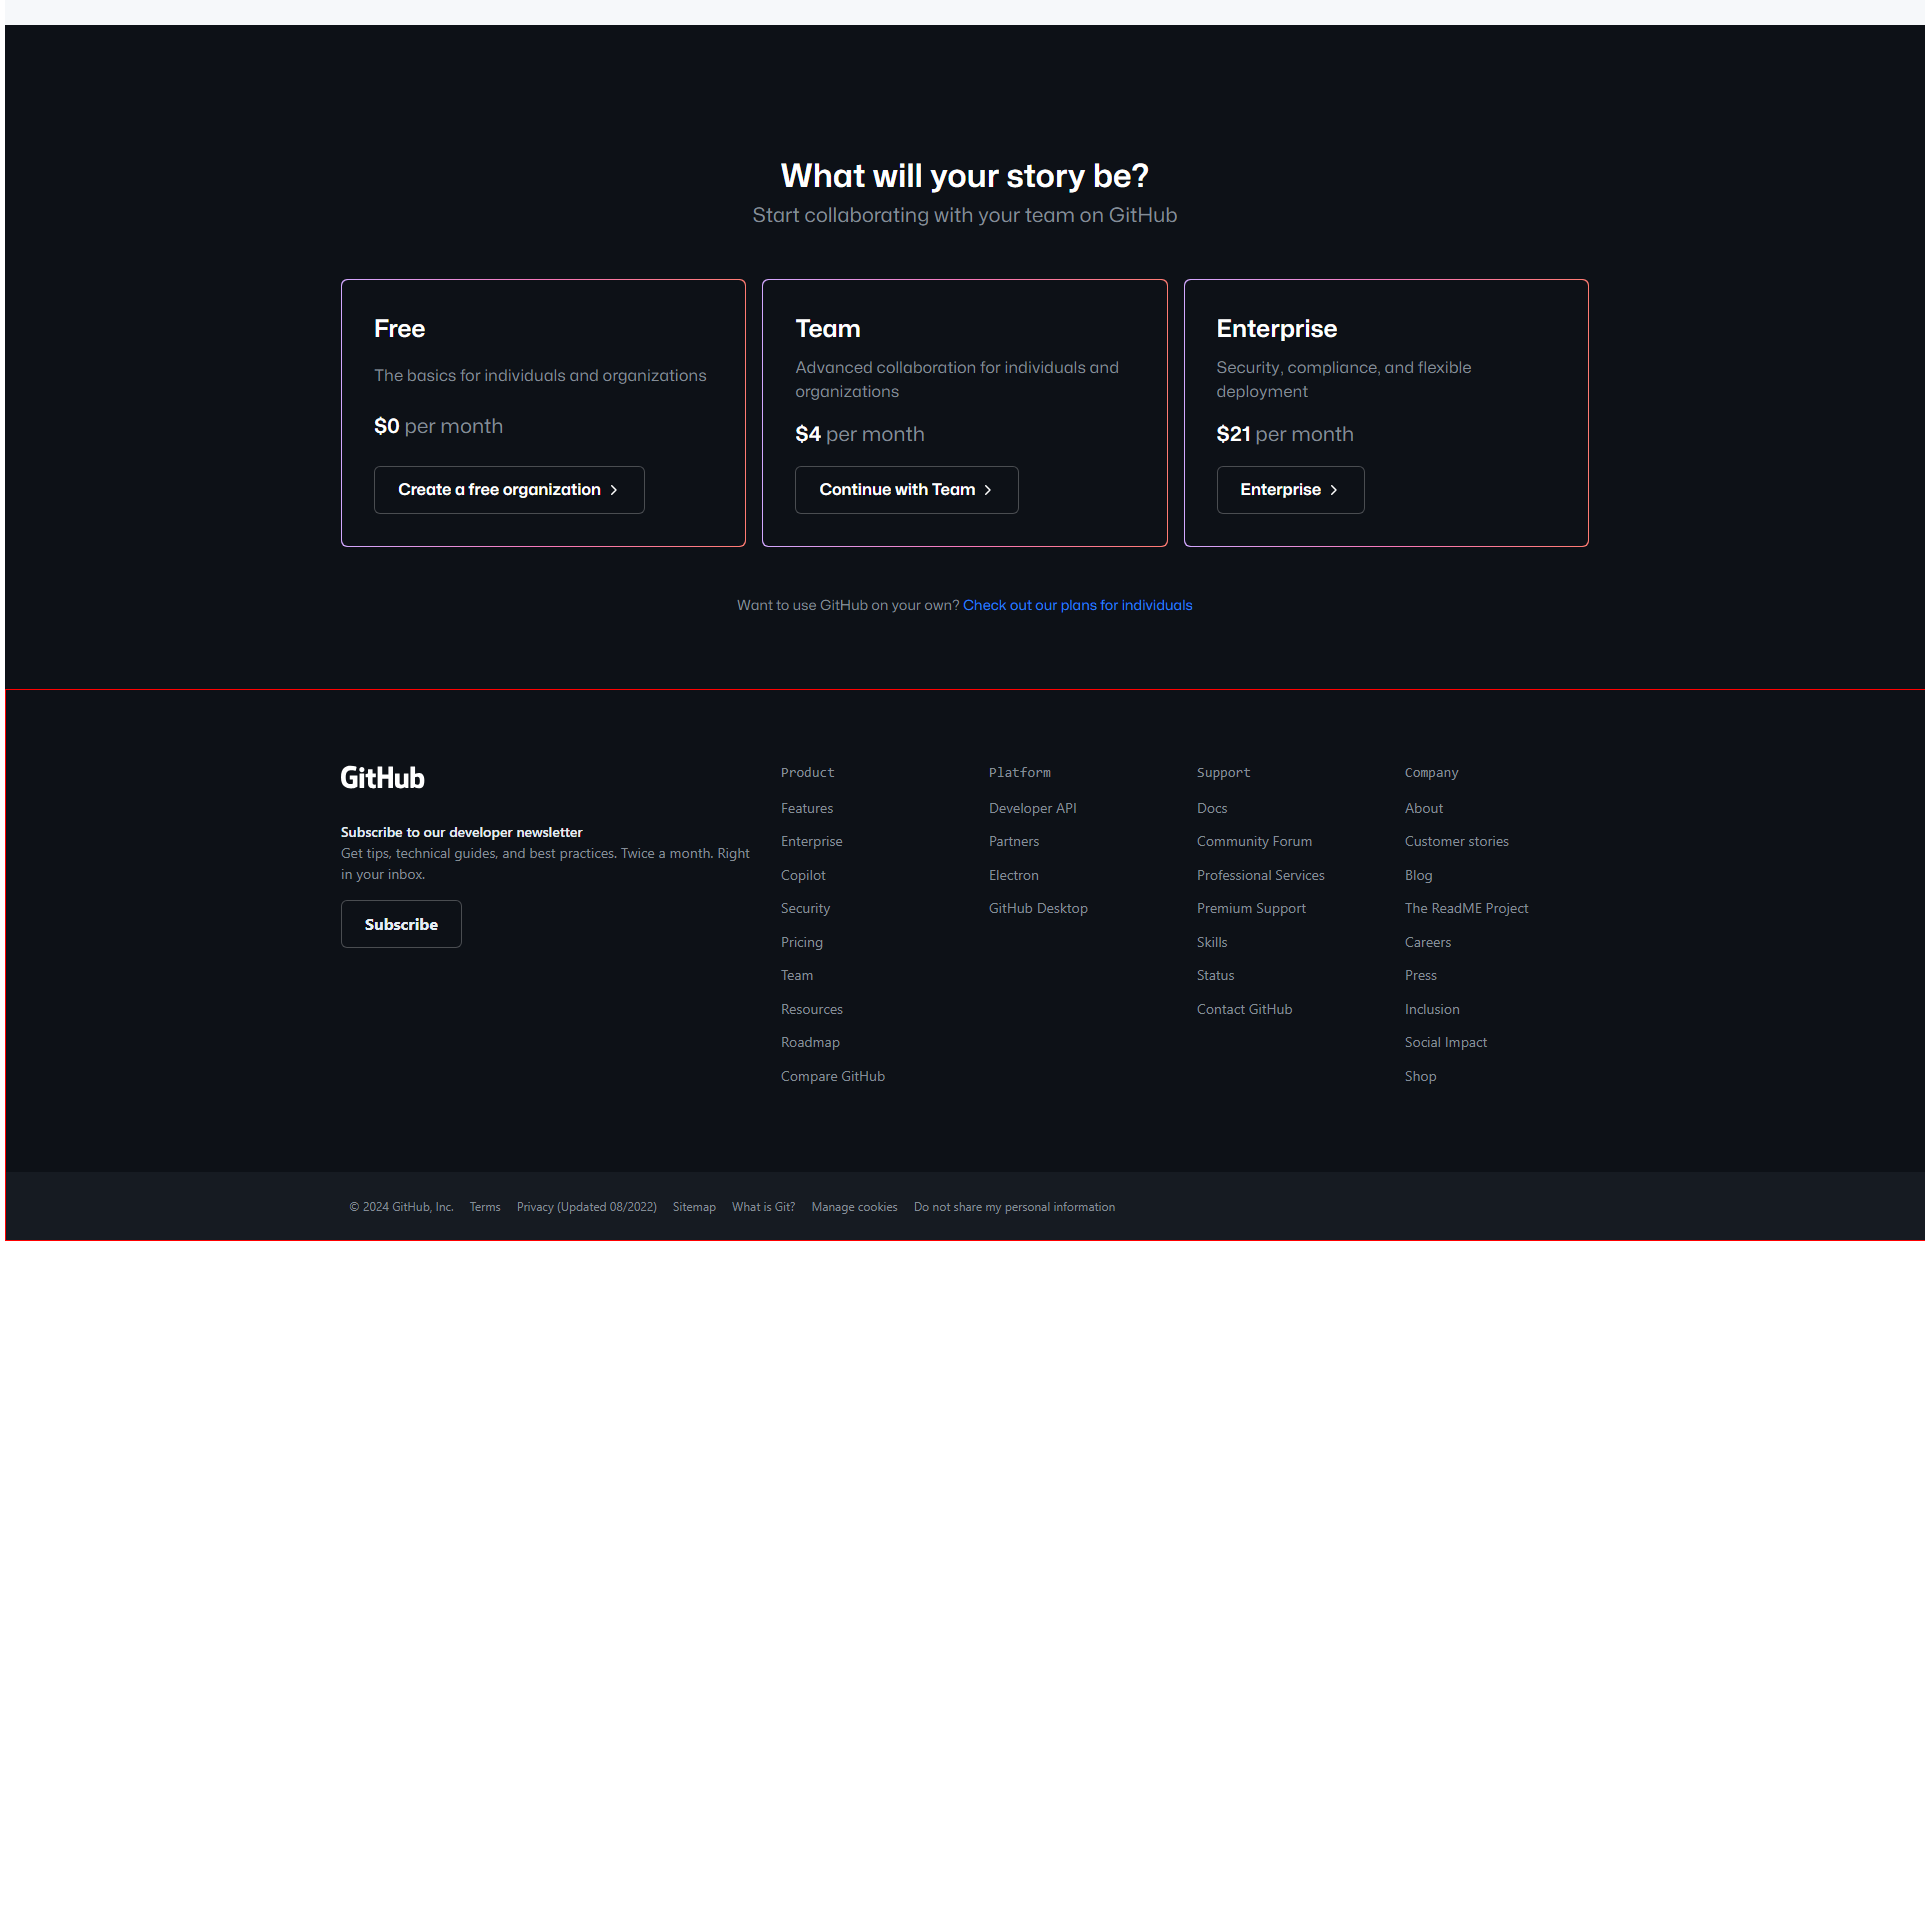 What will your story be?
Start collaborating with your team on GitHub
Free
The basics for individuals and organizations
$0 per month
Create a free organization
Team
Advanced collaboration for individuals and
organizations
$4 per month
Continue with Team
Enterprise
Security, compliance, and flexible
deployment
$21 per month
Enterprise
Want to use GitHub on your own? Check out our plans for individuals
GitHub
Subscribe to our developer newsletter
Get tips, technical guides, and best practices. Twice a month. Right
in your inbox.
Subscribe
Product
Features
Enterprise
Copilot
Security
Pricing
Team
Resources
Roadmap
Compare GitHub
Platform
Developer API
Partners
Electron
GitHub Desktop
Support
Docs
Community Forum
Professional Services
Premium Support
Skills
Status
Contact GitHub
Company
About
Customer stories
Blog
The ReadME Project
Careers
Press
Inclusion
Social Impact
Shop
© 2024 GitHub, Inc. Terms Privacy (Updated 08/2022) Sitemap What is Git? Manage cookies Do not share my personal information